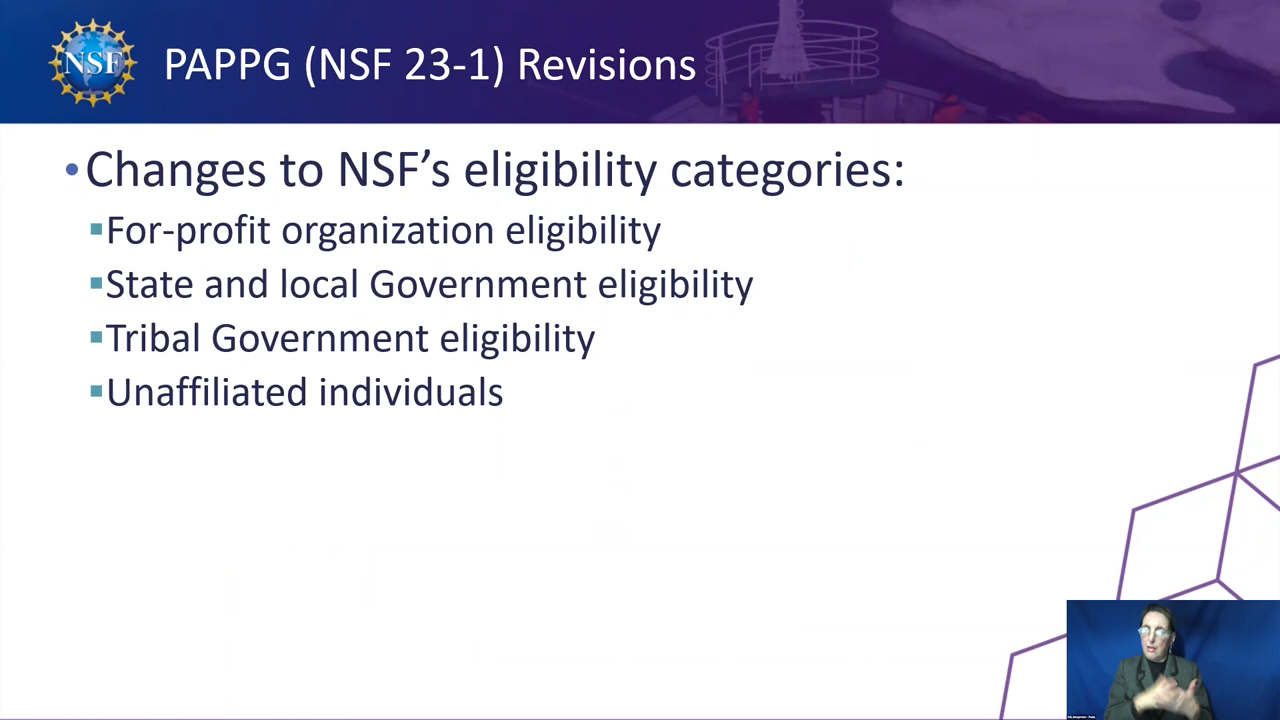 NSF
PAPPG (NSF 23-1) Revisions
•Changes to NSF’s eligibility categories:
▪For-profit organization eligibility
▪State and local Government eligibility
▪Tribal Government eligibility
▪Unaffiliated individuals